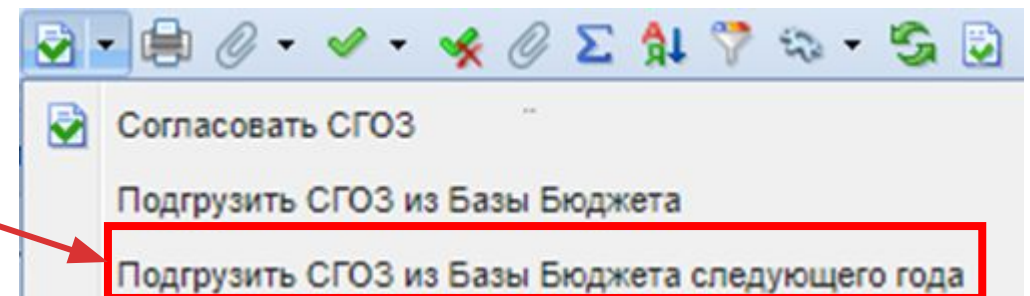 Согласовать СГОЗ
Подгрузить СГОЗ из Базы Бюджета
Подгрузить СГОЗ из Базы Бюджета следующего года